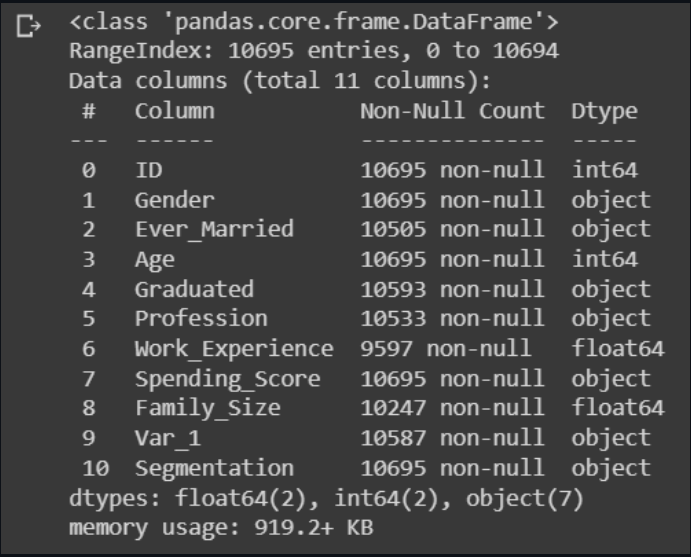 <class 'pandas.core.frame.DataFrame'>
RangeIndex: 10695 entries, 0 to 10694
Data columns (total 11 columns):
 #   Column           Non-Null Count  Dtype
---  ------           --------------  -----
 0   ID               10695 non-null  int64
 1   Gender           10695 non-null  object
 2   Ever_Married     10505 non-null  object
 3   Age              10695 non-null  int64
 4   Graduated        10593 non-null  object
 5   Profession       10533 non-null  object
 6   Work_Experience  9597 non-null   float64
 7   Spending_Score   10695 non-null  object
 8   Family_Size      10247 non-null  float64
 9   Var_1            10587 non-null  object
 10  Segmentation     10695 non-null  object
dtypes: float64(2), int64(2), object(7)
memory usage: 919.2+ KB